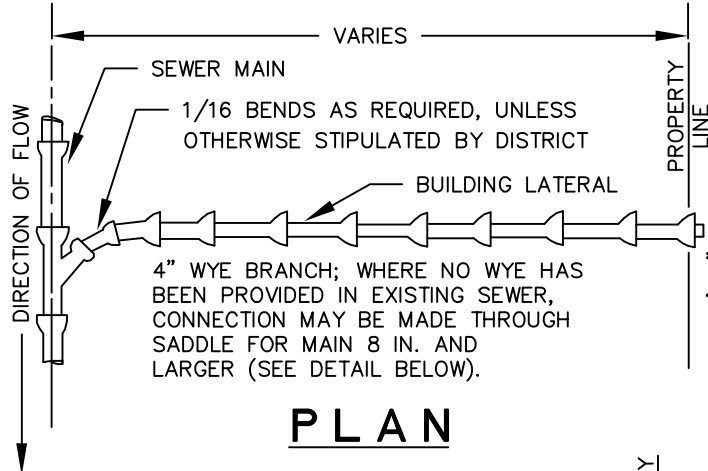 VARIES
SEWER MAIN
1/16 BENDS AS REQUIRED, UNLESS
OTHERWISE STIPULATED BY DISTRICT
PROPERTY
LINE
DIRECTION OF FLOW
BUILDING LATERAL
4" WYE BRANCH; WHERE NO WYE HAS
BEEN PROVIDED IN EXISTING SEWER,
CONNECTION MAY BE MADE THROUGH
SADDLE FOR MAIN 8 IN. AND
LARGER (SEE DETAIL BELOW).
PLAN
Y